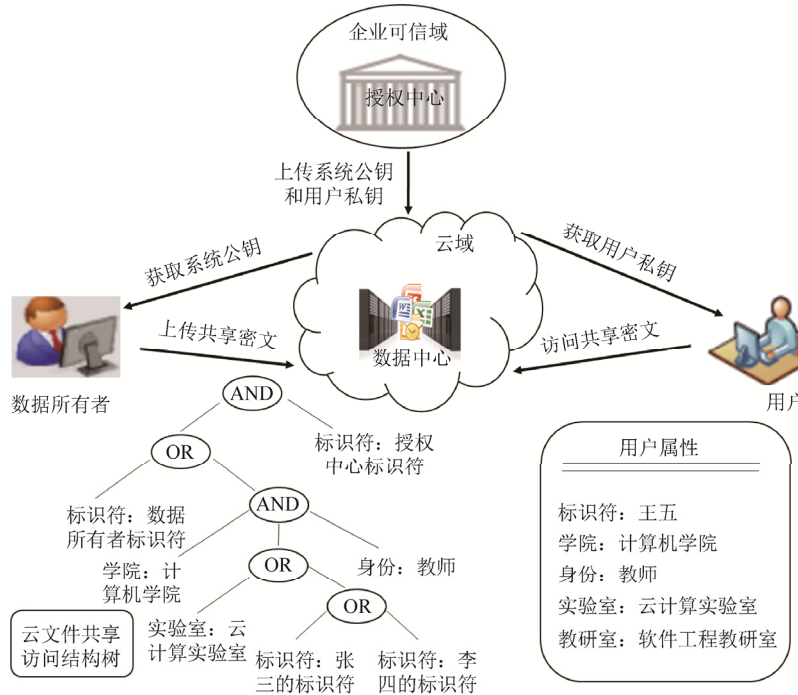 企业可信域
授权中心
上传系统公钥
和用户私钥
云域
获取系统公钥
获取用户私钥
上传共享密文
数据中心
访问共享密文
数据所有者
用户
AND
标识符：授权
中心标识符
OR
标识符：数据
所有者标识符
AND
学院：计
算机学院
OR
身份：教师
实验室：云
计算实验室
OR
标识符：张
三的标识符
标识符：李
四的标识符
云文件共享
访问结构树
用户属性
标识符：王五
学院：计算机学院
身份：教师
实验室：云计算实验室
教研室：软件工程教研室